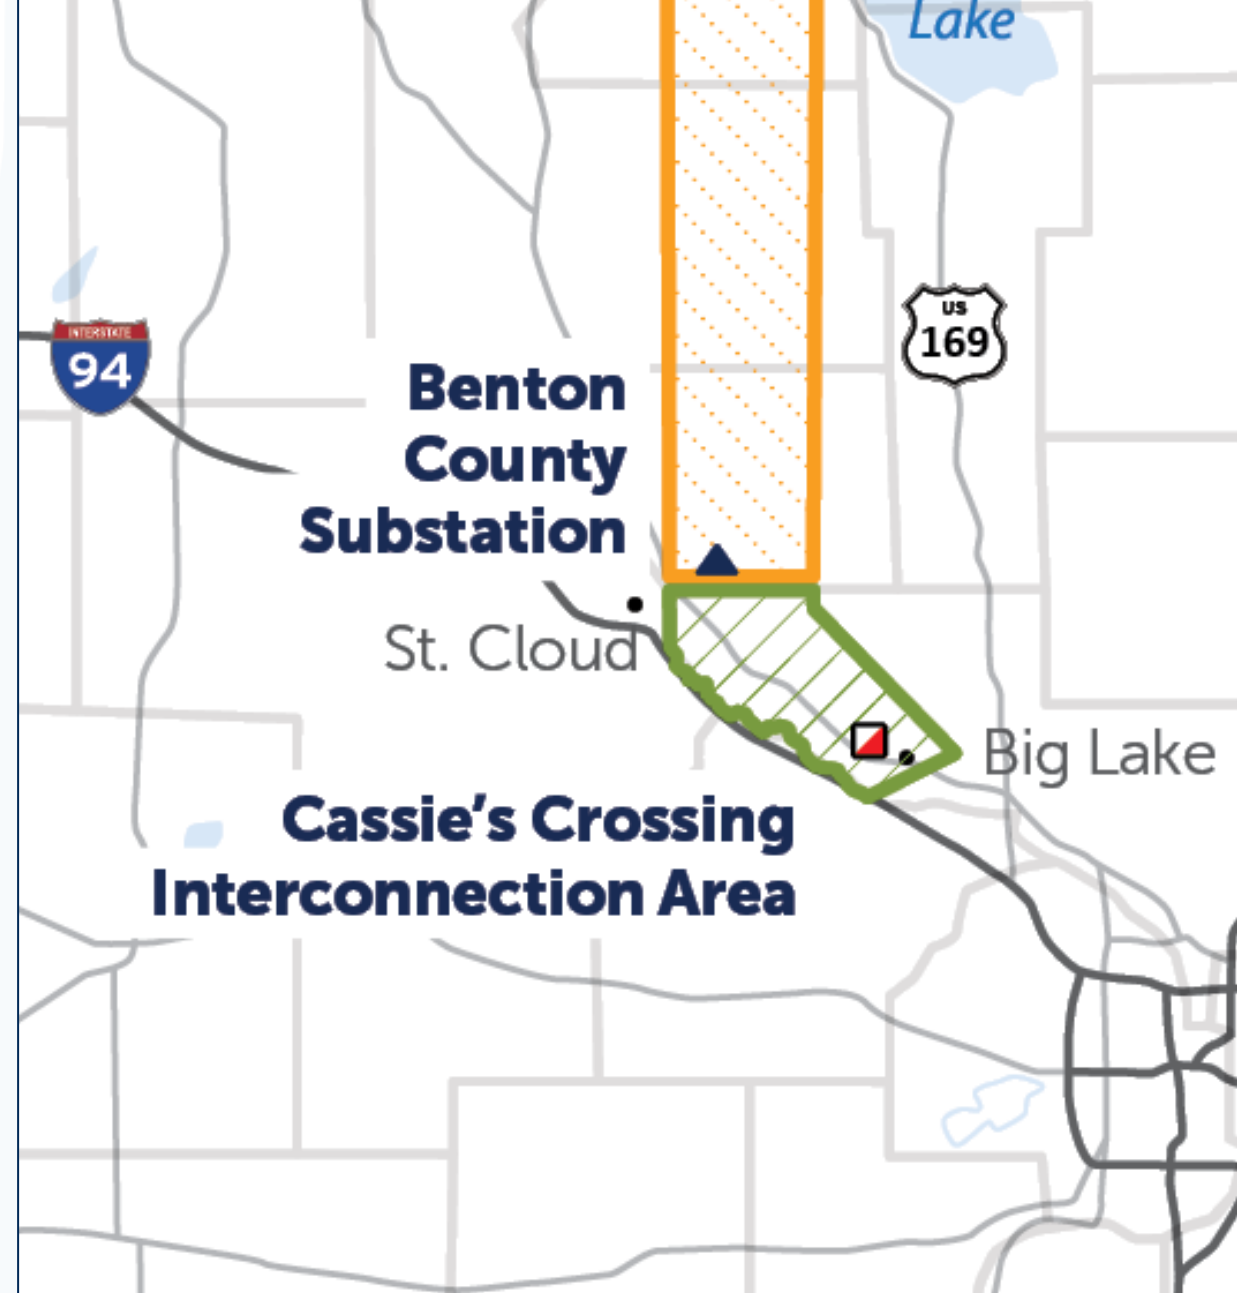 Lake
US
169
INTERSTATE
94
Benton
County
Substation
St. Cloud
Big Lake
Cassie's Crossing
Interconnection Area